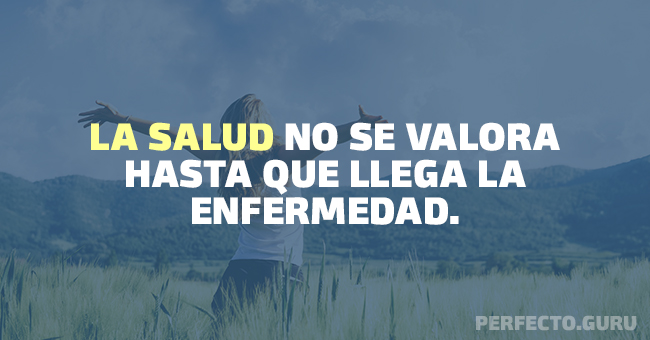 LA SALUD NO SE VALORA
HASTA QUE LLEGA LA
ENFERMEDAD.
PERFECTO.GURU